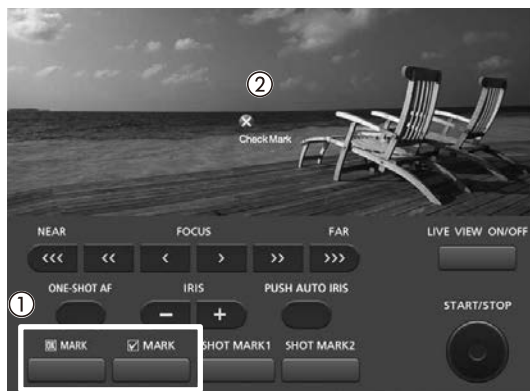 ②
Check Mark
NEAR FOCUS FAR LIVE VIEW ON/OFF
<<< << < > >> >>>
ONE-SHOT AF IRIS PUSH AUTO IRIS
①
− + START/STOP
OK MARK ☑ MARK SHOT MARK1 SHOT MARK2